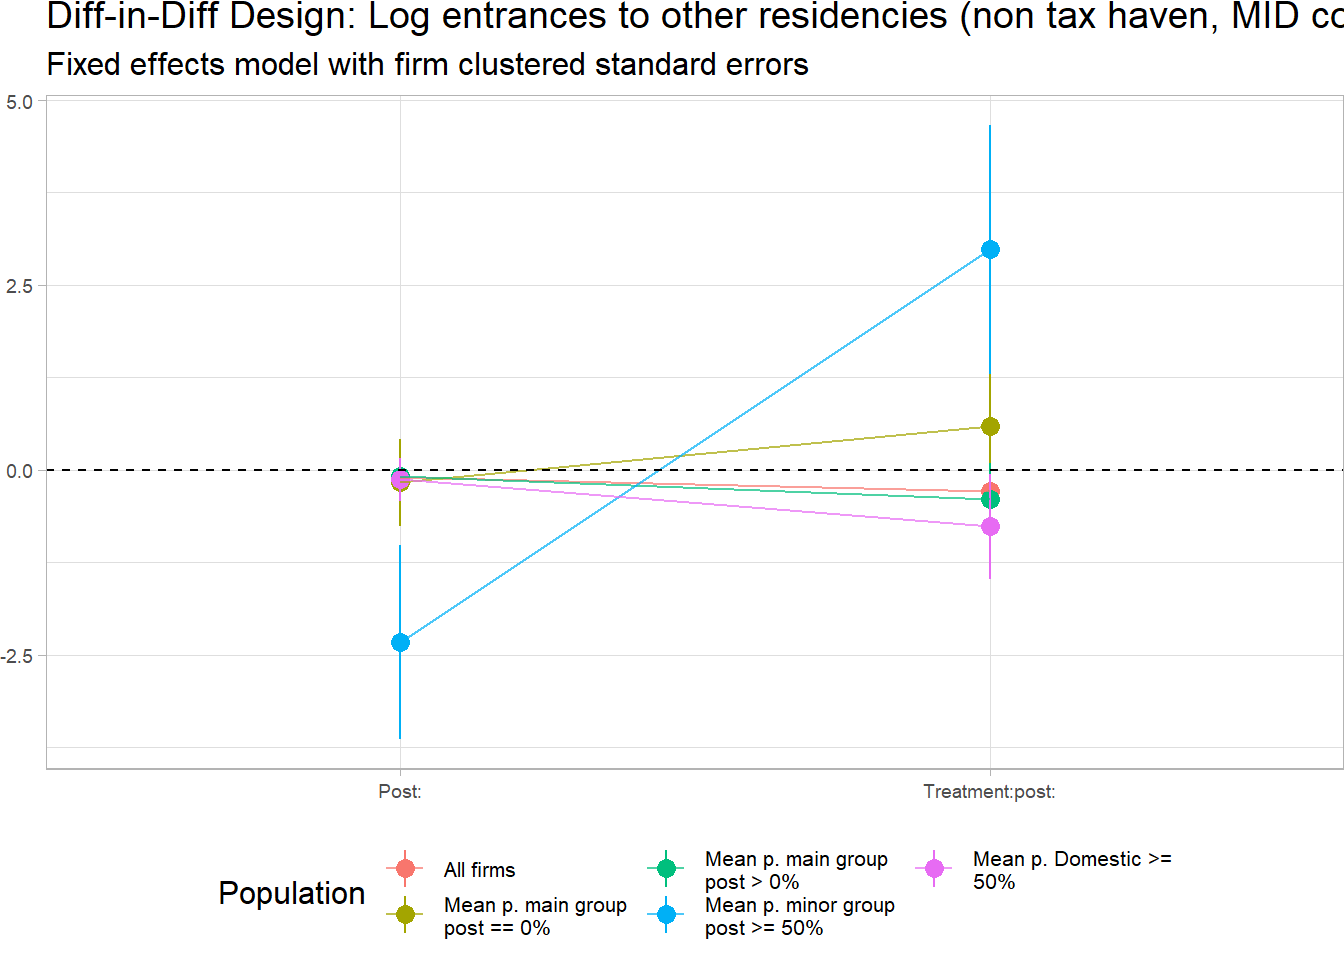 Diff-in-Diff Design: Log entrances to other residencies (non tax haven, MID co
Fixed effects model with firm clustered standard errors
5.0
2.5
0.0
-2.5
Post:
Treatment:post:
Population
All firms
Mean p. main group
post == 0%
Mean p. main group
post > 0%
Mean p. minor group
post >= 50%
Mean p. Domestic >=
50%